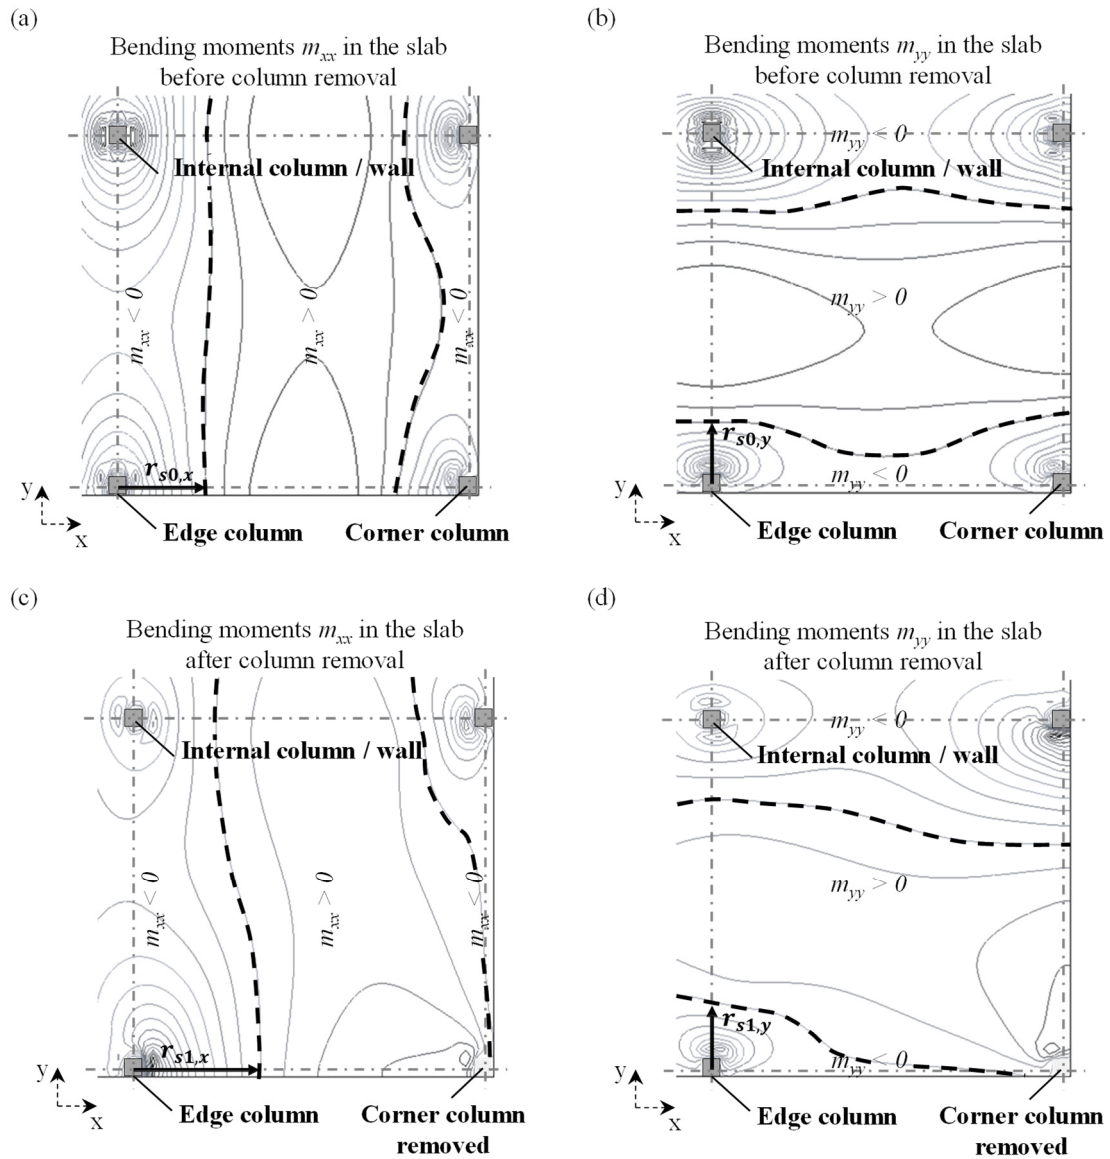 (a)
Bending moments mxx in the slab
before column removal
mxx < 0
mxx > 0
mxx < 0
Internal column / wall
rs0,x
y
x
Edge column
Corner column
(b)
Bending moments myy in the slab
before column removal
myy < 0
Internal column / wall
myy > 0
rs0,y
myy < 0
y
x
Edge column
Corner column
(c)
Bending moments mxx in the slab
after column removal
Internal column / wall
mxx < 0
mxx > 0
mxx < 0
rs1,x
y
x
Edge column
Corner column
removed
(d)
Bending moments myy in the slab
after column removal
myy < 0
Internal column / wall
myy > 0
rs1,y
myy < 0
y
x
Edge column
Corner column
removed